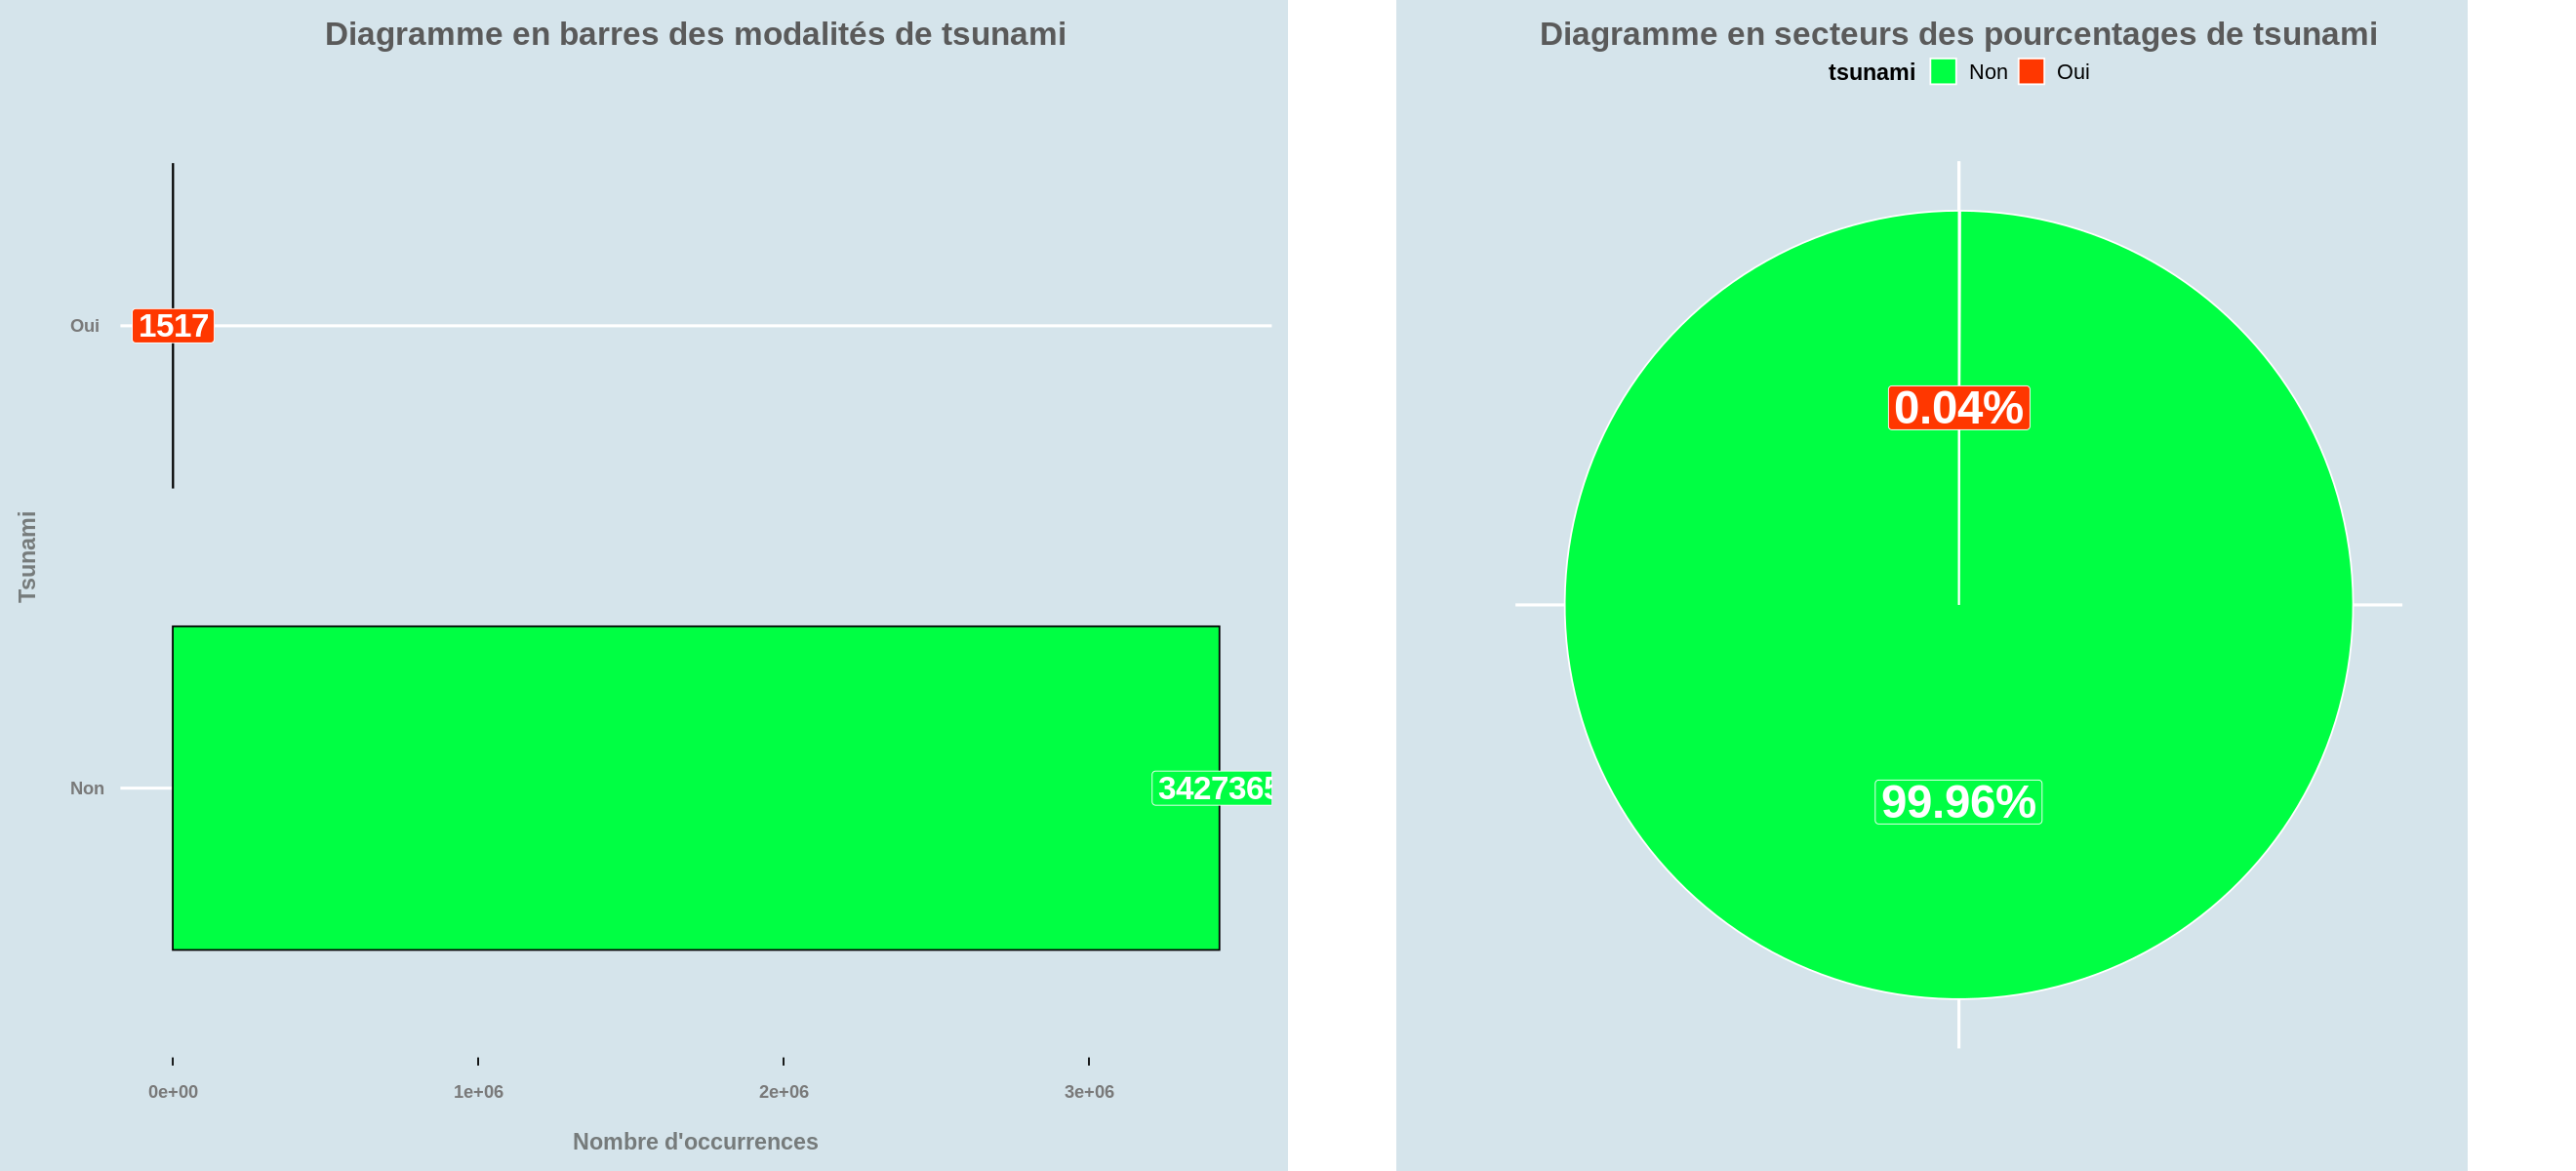 Diagramme en barres des modalités de tsunami
Oui
1517
Tsunami
Non
3427365
0e+00 1e+06 2e+06 3e+06
Nombre d'occurrences
Diagramme en secteurs des pourcentages de tsunami
tsunami Non Oui
0.04%
99.96%